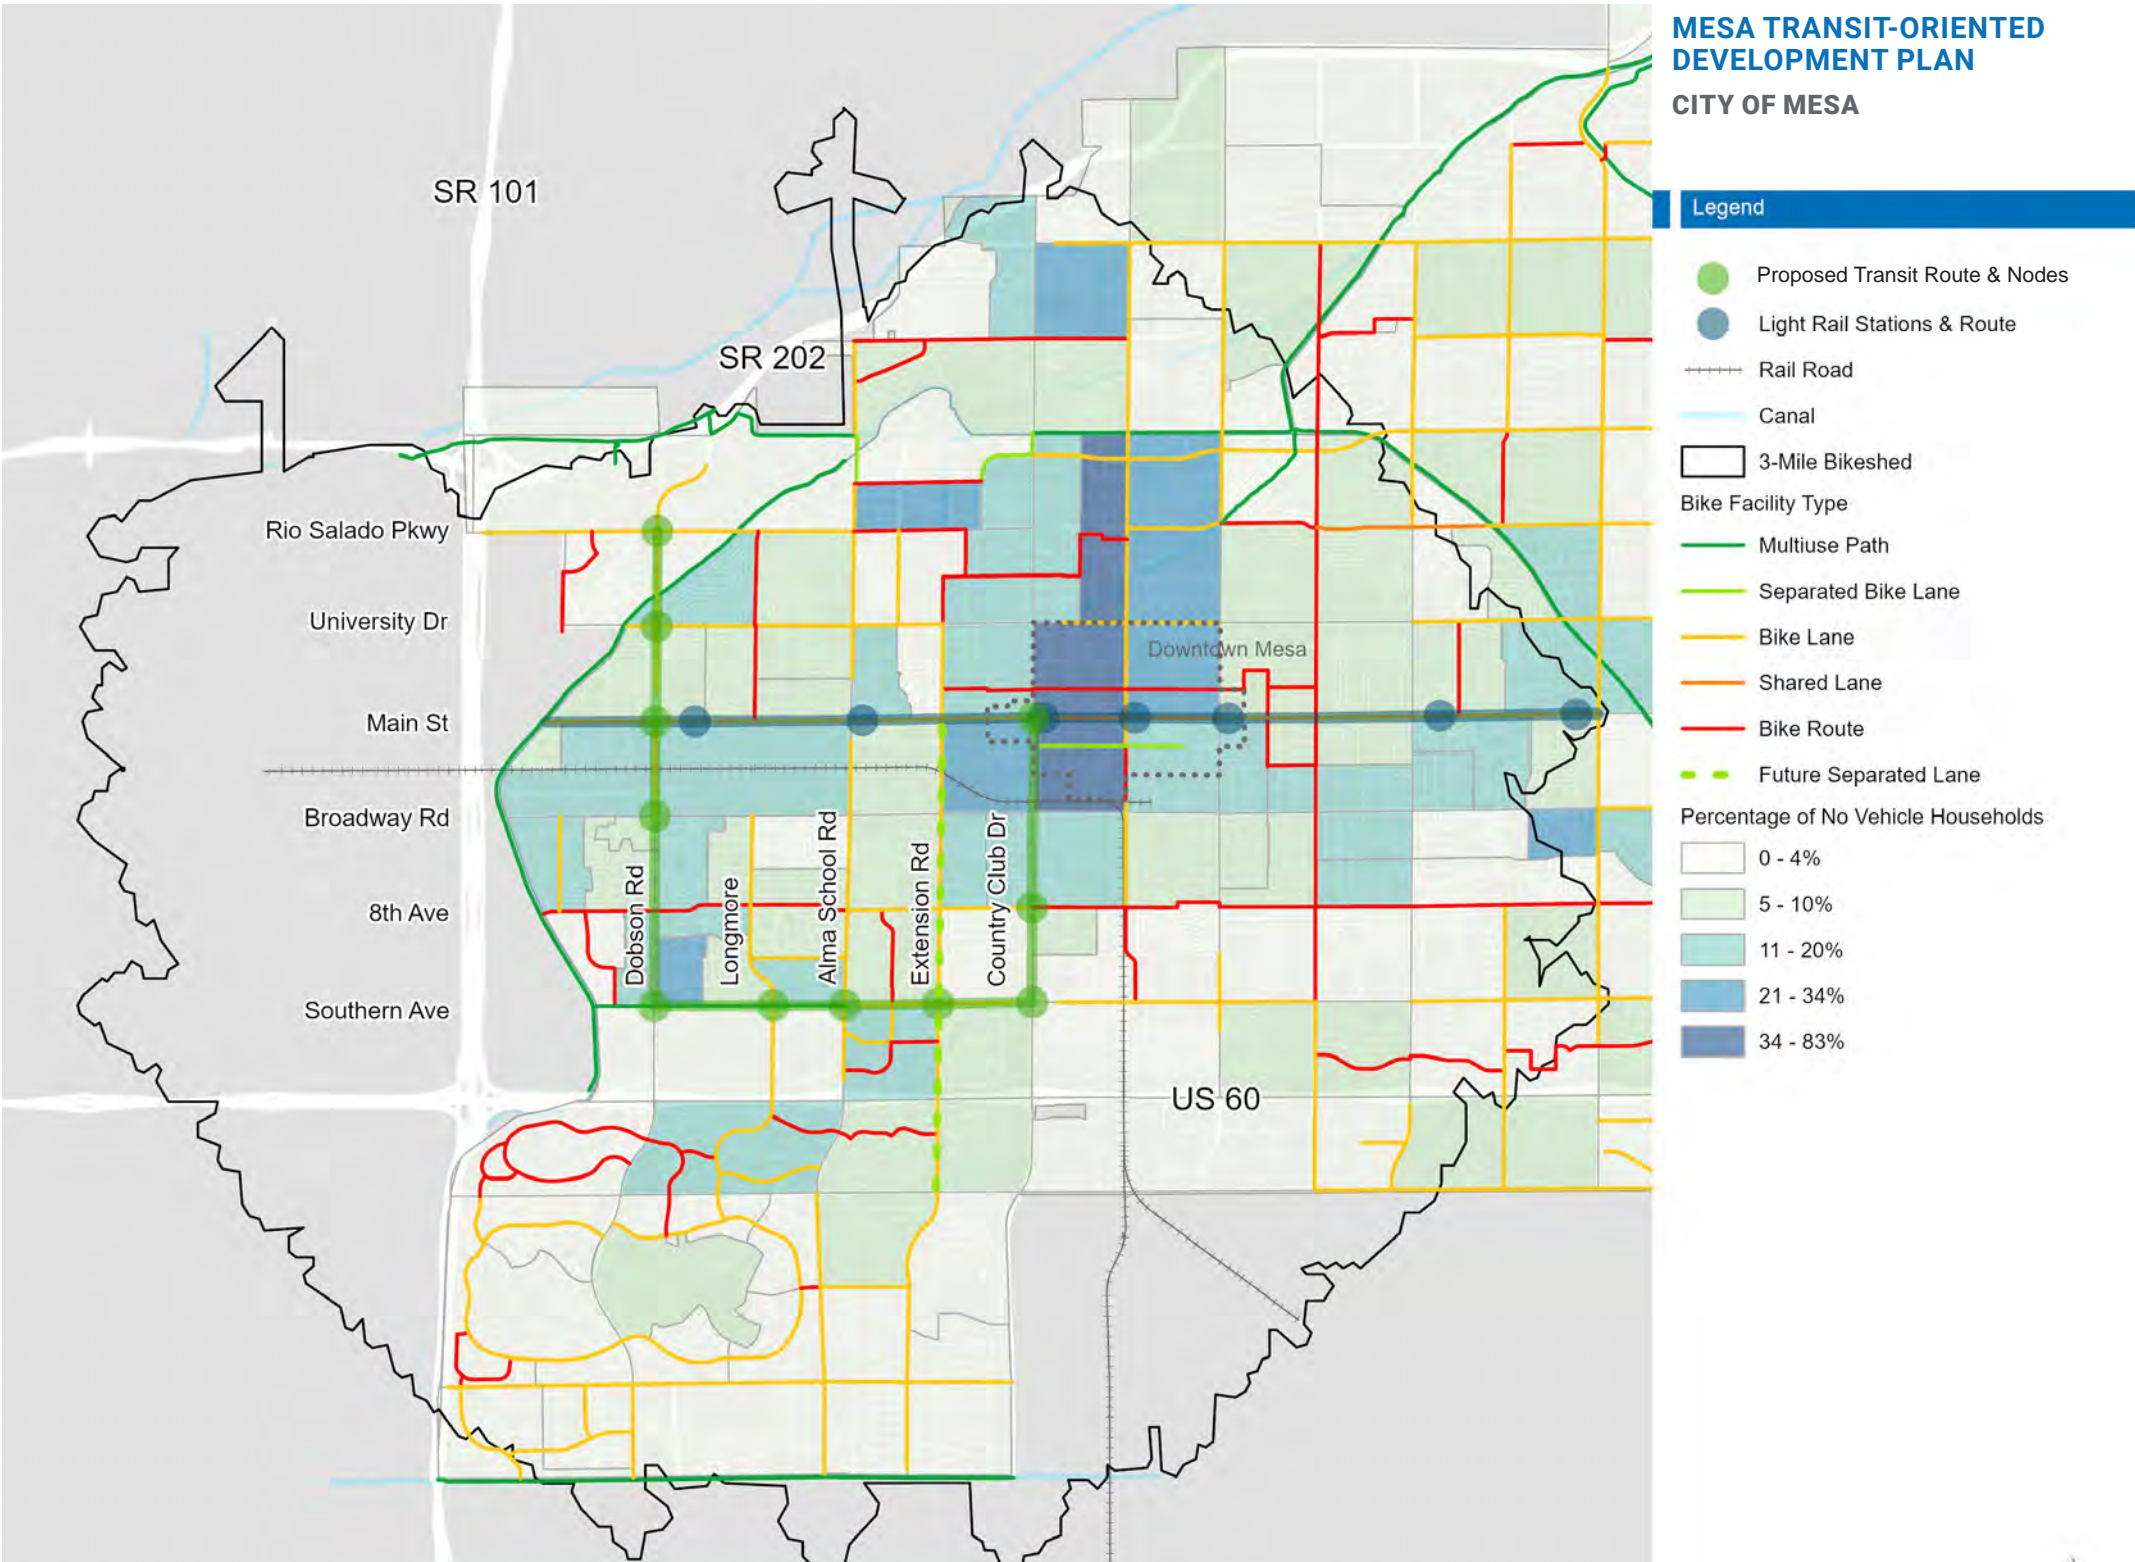 MESA TRANSIT-ORIENTED
DEVELOPMENT PLAN
CITY OF MESA
Legend
Proposed Transit Route & Nodes
Light Rail Stations & Route
Rail Road
Canal
3-Mile Bikeshed
Bike Facility Type
Multiuse Path
Separated Bike Lane
Bike Lane
Shared Lane
Bike Route
Future Separated Lane
Percentage of No Vehicle Households
0 - 4%
5 - 10%
11 - 20%
21 - 34%
34 - 83%
SR 101
SR 202
Rio Salado Pkwy
University Dr
Downtown Mesa
Main St
Broadway Rd
8th Ave
Southern Ave
Dobson Rd
Longmore
Alma School Rd
Extension Rd
Country Club Dr
US 60